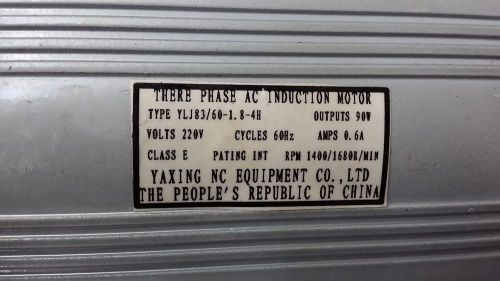 THERE PHASE AC INDUCTION MOTOR
TYPE YLJ83/60-1.8-4H OUTPUTS 90W
VOLTS 220V CYCLES 60Hz AMPS 0.6A
CLASS E PATING INT RPM 1400/1680R/MIN
YAXING NC EQUIPMENT CO.,LTD
THE PEOPLE'S REPUBLIC OF CHINA